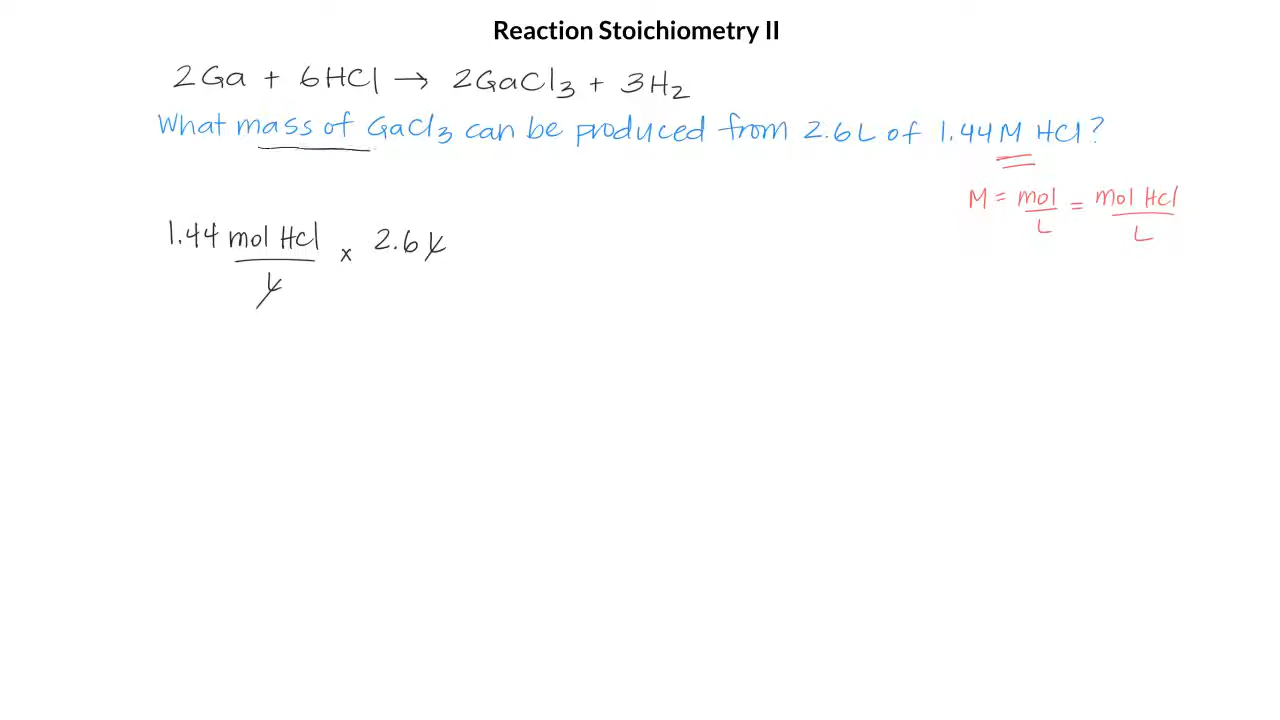 Reaction Stoichiometry II
2Ga + 6HCl → 2GaCl₃ + 3H₂
What mass of GaCl₃ can be produced from 2.6L of 1.44M HCl?
M = mol/L = mol HCl/L
1.44 mol HCl/L x 2.6 L